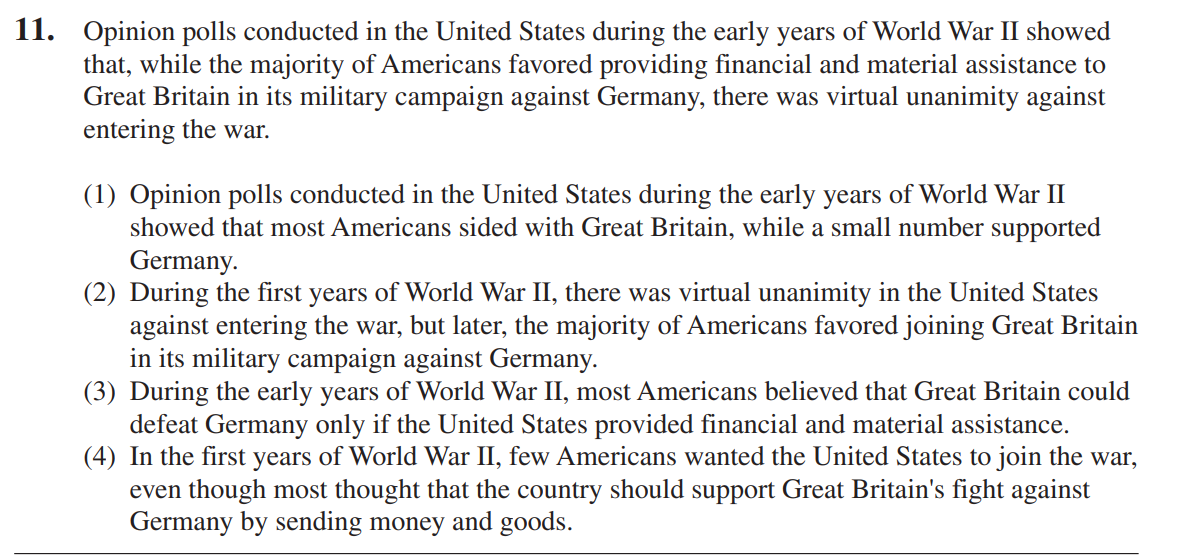 11. Opinion polls conducted in the United States during the early years of World War II showed
that, while the majority of Americans favored providing financial and material assistance to
Great Britain in its military campaign against Germany, there was virtual unanimity against
entering the war.
(1) Opinion polls conducted in the United States during the early years of World War II
showed that most Americans sided with Great Britain, while a small number supported
Germany.
(2) During the first years of World War II, there was virtual unanimity in the United States
against entering the war, but later, the majority of Americans favored joining Great Britain
in its military campaign against Germany.
(3) During the early years of World War II, most Americans believed that Great Britain could
defeat Germany only if the United States provided financial and material assistance.
(4) In the first years of World War II, few Americans wanted the United States to join the war,
even though most thought that the country should support Great Britain's fight against
Germany by sending money and goods.